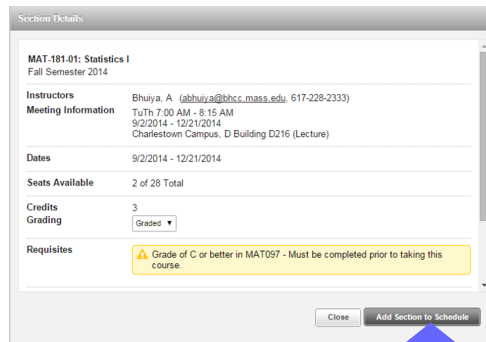 Section Details
MAT-181-01: Statistics I
Fall Semester 2014
Instructors
Bhuiya, A (abhuiya@bhcc.mass.edu, 617-228-2333)
Meeting Information
TuTh 7:00 AM - 8:15 AM
9/2/2014 - 12/21/2014
Charlestown Campus, D Building D216 (Lecture)
Dates
9/2/2014 - 12/21/2014
Seats Available
2 of 28 Total
Credits
3
Grading
Graded
Requisites
Grade of C or better in MAT097 - Must be completed prior to taking this
course.
Close
Add Section to Schedule